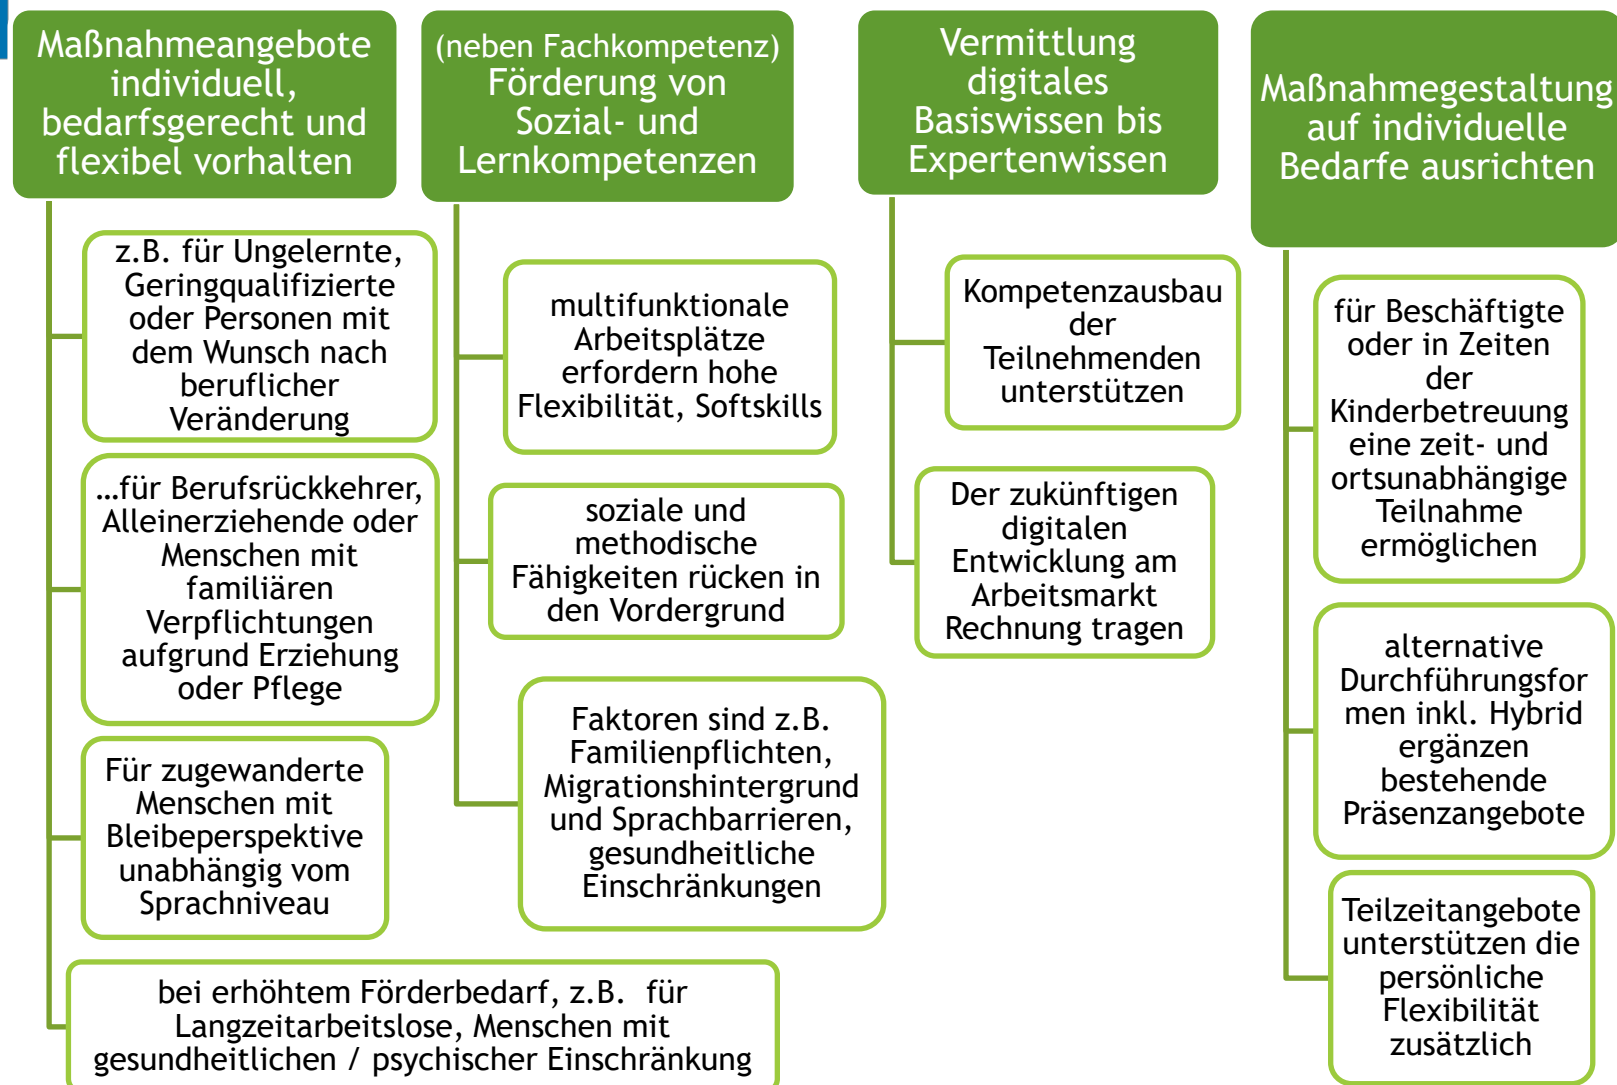 Maßnahmeangebote
individuell,
bedarfsgerecht und
flexibel vorhalten
z.B. für Ungelernte,
Geringqualifizierte
oder Personen mit
dem Wunsch nach
beruflicher
Veränderung
…für Berufsrückkehrer,
Alleinerziehende oder
Menschen mit
familiären
Verpflichtungen
aufgrund Erziehung
oder Pflege
Für zugewanderte
Menschen mit
Bleibeperspektive
unabhängig vom
Sprachniveau
bei erhöhtem Förderbedarf, z.B. für
Langzeitarbeitslose, Menschen mit
gesundheitlichen / psychischer Einschränkung
(neben Fachkompetenz)
Förderung von
Sozial- und
Lernkompetenzen
multifunktionale
Arbeitsplätze
erfordern hohe
Flexibilität, Softskills
soziale und
methodische
Fähigkeiten rücken in
den Vordergrund
Faktoren sind z.B.
Familienpflichten,
Migrationshintergrund
und Sprachbarrieren,
gesundheitliche
Einschränkungen
Vermittlung
digitales
Basiswissen bis
Expertenwissen
Kompetenzausbau
der
Teilnehmenden
unterstützen
Der zukünftigen
digitalen
Entwicklung am
Arbeitsmarkt
Rechnung tragen
Maßnahmegestaltung
auf individuelle
Bedarfe ausrichten
für Beschäftigte
oder in Zeiten
der
Kinderbetreuung
eine zeit- und
ortsunabhängige
Teilnahme
ermöglichen
alternative
Durchführungsfor
men inkl. Hybrid
ergänzen
bestehende
Präsenzangebote
Teilzeitangebote
unterstützen die
persönliche
Flexibilität
zusätzlich